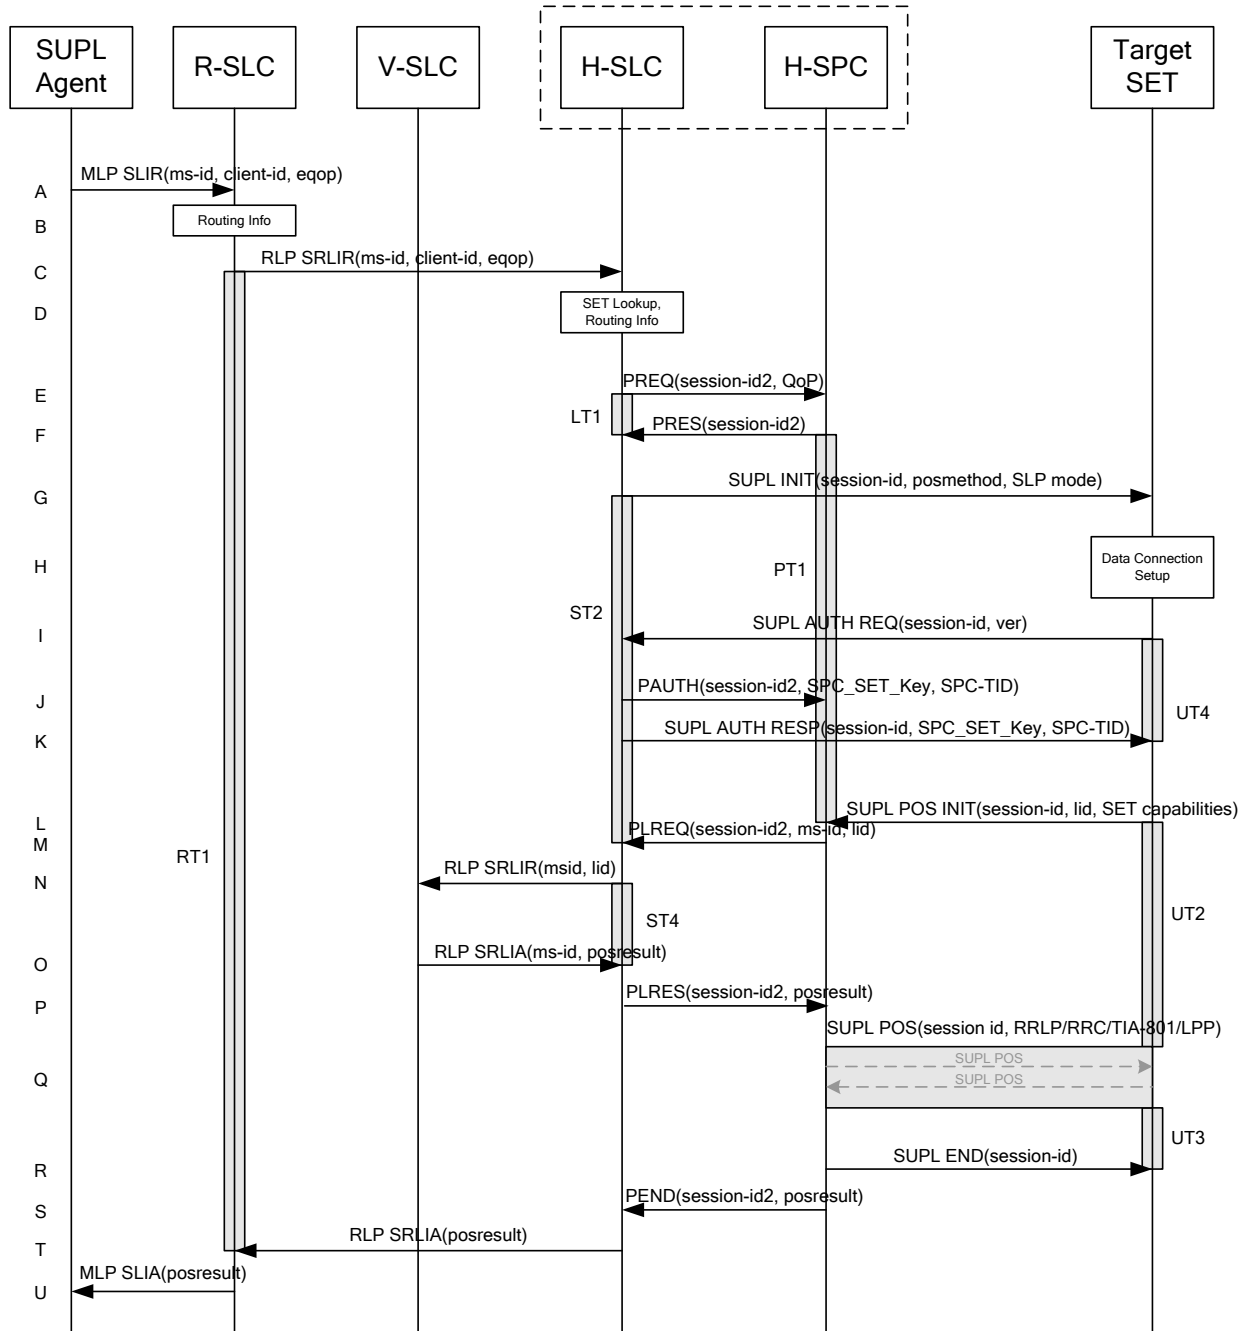 SUPL
Agent
R-SLC
V-SLC
H-SLC
H-SPC
Target
SET
A
MLP SLIR(ms-id, client-id, eqop)
B
Routing Info
C
RLP SRLIR(ms-id, client-id, eqop)
D
SET Lookup,
Routing Info
E
PREQ(session-id2, QoP)
LT1
F
PRES(session-id2)
G
SUPL INIT(session-id, posmethod, SLP mode)
H
PT1
Data Connection
Setup
ST2
I
SUPL AUTH REQ(session-id, ver)
J
PAUTH(session-id2, SPC_SET_Key, SPC-TID)
UT4
K
SUPL AUTH RESP(session-id, SPC_SET_Key, SPC-TID)
L
SUPL POS INIT(session-id, lid, SET capabilities)
M
PLREQ(session-id2, ms-id, lid)
RT1
N
RLP SRLIR(msid, lid)
ST4
UT2
O
RLP SRLIA(ms-id, posresult)
P
PLRES(session-id2, posresult)
SUPL POS(session id, RRLP/RRC/TIA-801/LPP)
SUPL POS
Q
SUPL POS
UT3
R
SUPL END(session-id)
S
PEND(session-id2, posresult)
T
RLP SRLIA(posresult)
U
MLP SLIA(posresult)